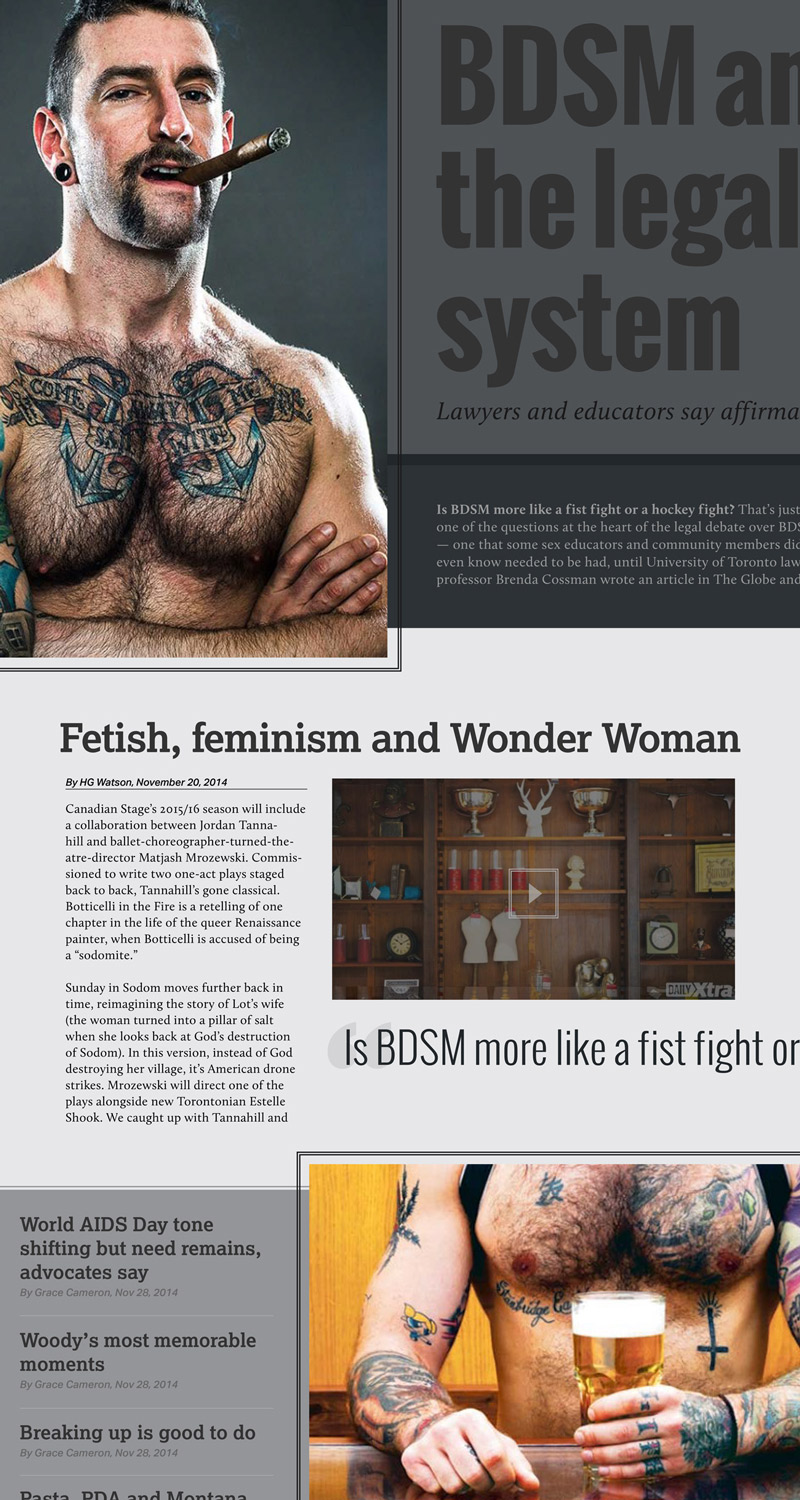 BDSM an
the legal
system
Lawyers and educators say affirma
Is BDSM more like a fist fight or a hockey fight? That's just
one of the questions at the heart of the legal debate over BDS
— one that some sex educators and community members did
even know needed to be had, until University of Toronto law
professor Brenda Cossman wrote an article in The Globe and
COME
SAIL
WITH
Fetish, feminism and Wonder Woman
By HG Watson, November 20, 2014
Canadian Stage's 2015/16 season will include
a collaboration between Jordan Tanna-
hill and ballet-choreographer-turned-the-
atre-director Matjash Mrozewski. Commis-
sioned to write two one-act plays staged
back to back, Tannahill's gone classical.
Botticelli in the Fire is a retelling of one
chapter in the life of the queer Renaissance
painter, when Botticelli is accused of being
a “sodomite.”
Sunday in Sodom moves further back in
time, reimagining the story of Lot's wife
(the woman turned into a pillar of salt
when she looks back at God's destruction
of Sodom). In this version, instead of God
destroying her village, it's American drone
strikes. Mrozewski will direct one of the
plays alongside new Torontonian Estelle
Shook. We caught up with Tannahill and
DAILY Xtra
“Is BDSM more like a fist fight or
World AIDS Day tone
shifting but need remains,
advocates say
By Grace Cameron, Nov 28, 2014
Woody's most memorable
moments
By Grace Cameron, Nov 28, 2014
Breaking up is good to do
By Grace Cameron, Nov 28, 2014
Pasta, PDA and Montana
Stanbridge